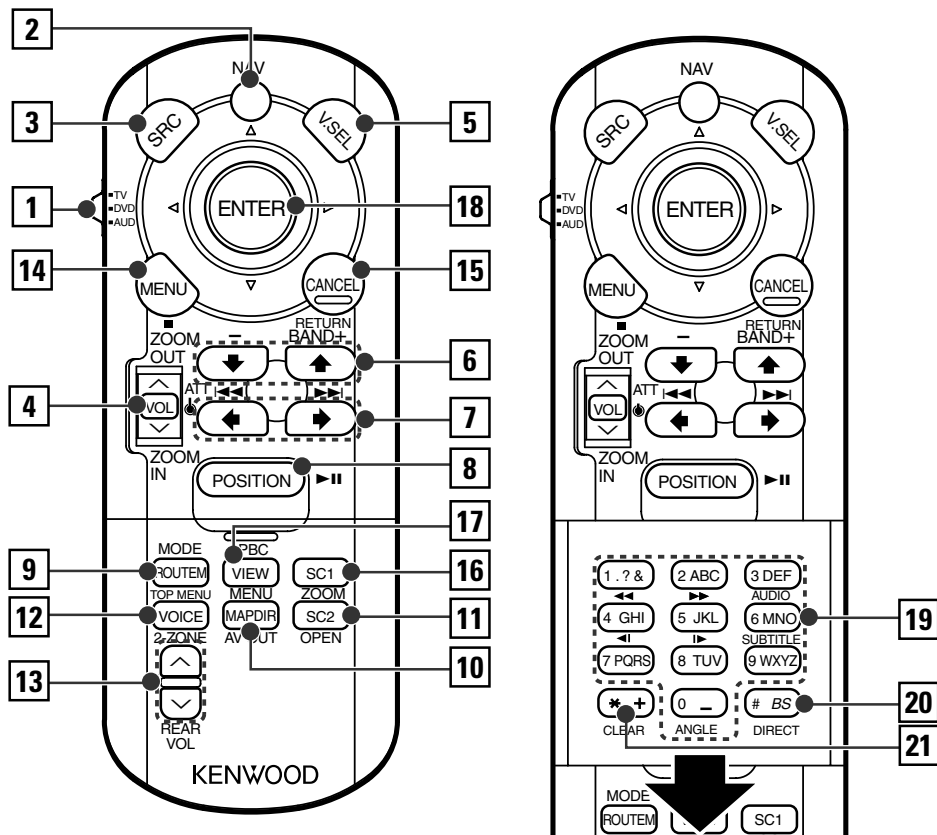 2
NAV
3
SRC
V.SEL
5
1
TV
DVD
AUD
ENTER
18
14
MENU
CANCEL
15
ZOOM
OUT
RETURN
– BAND+
6
4
VOL
ATT
7
ZOOM
IN
POSITION
8
17
MODE
PBC
9
ROUTEM
VIEW
SC1
16
TOP MENU
MENU
ZOOM
12
VOICE
MAPDIR
SC2
11
2-ZONE
AV OUT
OPEN
10
13
REAR
VOL
KENWOOD
NAV
SRC
V.SEL
TV
DVD
AUD
ENTER
MENU
CANCEL
ZOOM
OUT
RETURN
– BAND+
VOL
ATT
ZOOM
IN
POSITION
1 . ? &
2 ABC
3 DEF
AUDIO
4 GHI
5 JKL
6 MNO
19
SUBTITLE
7 PQRS
8 TUV
9 WXYZ
* +
0 _
# BS
20
CLEAR
ANGLE
DIRECT
21
MODE
ROUTEM
SC1